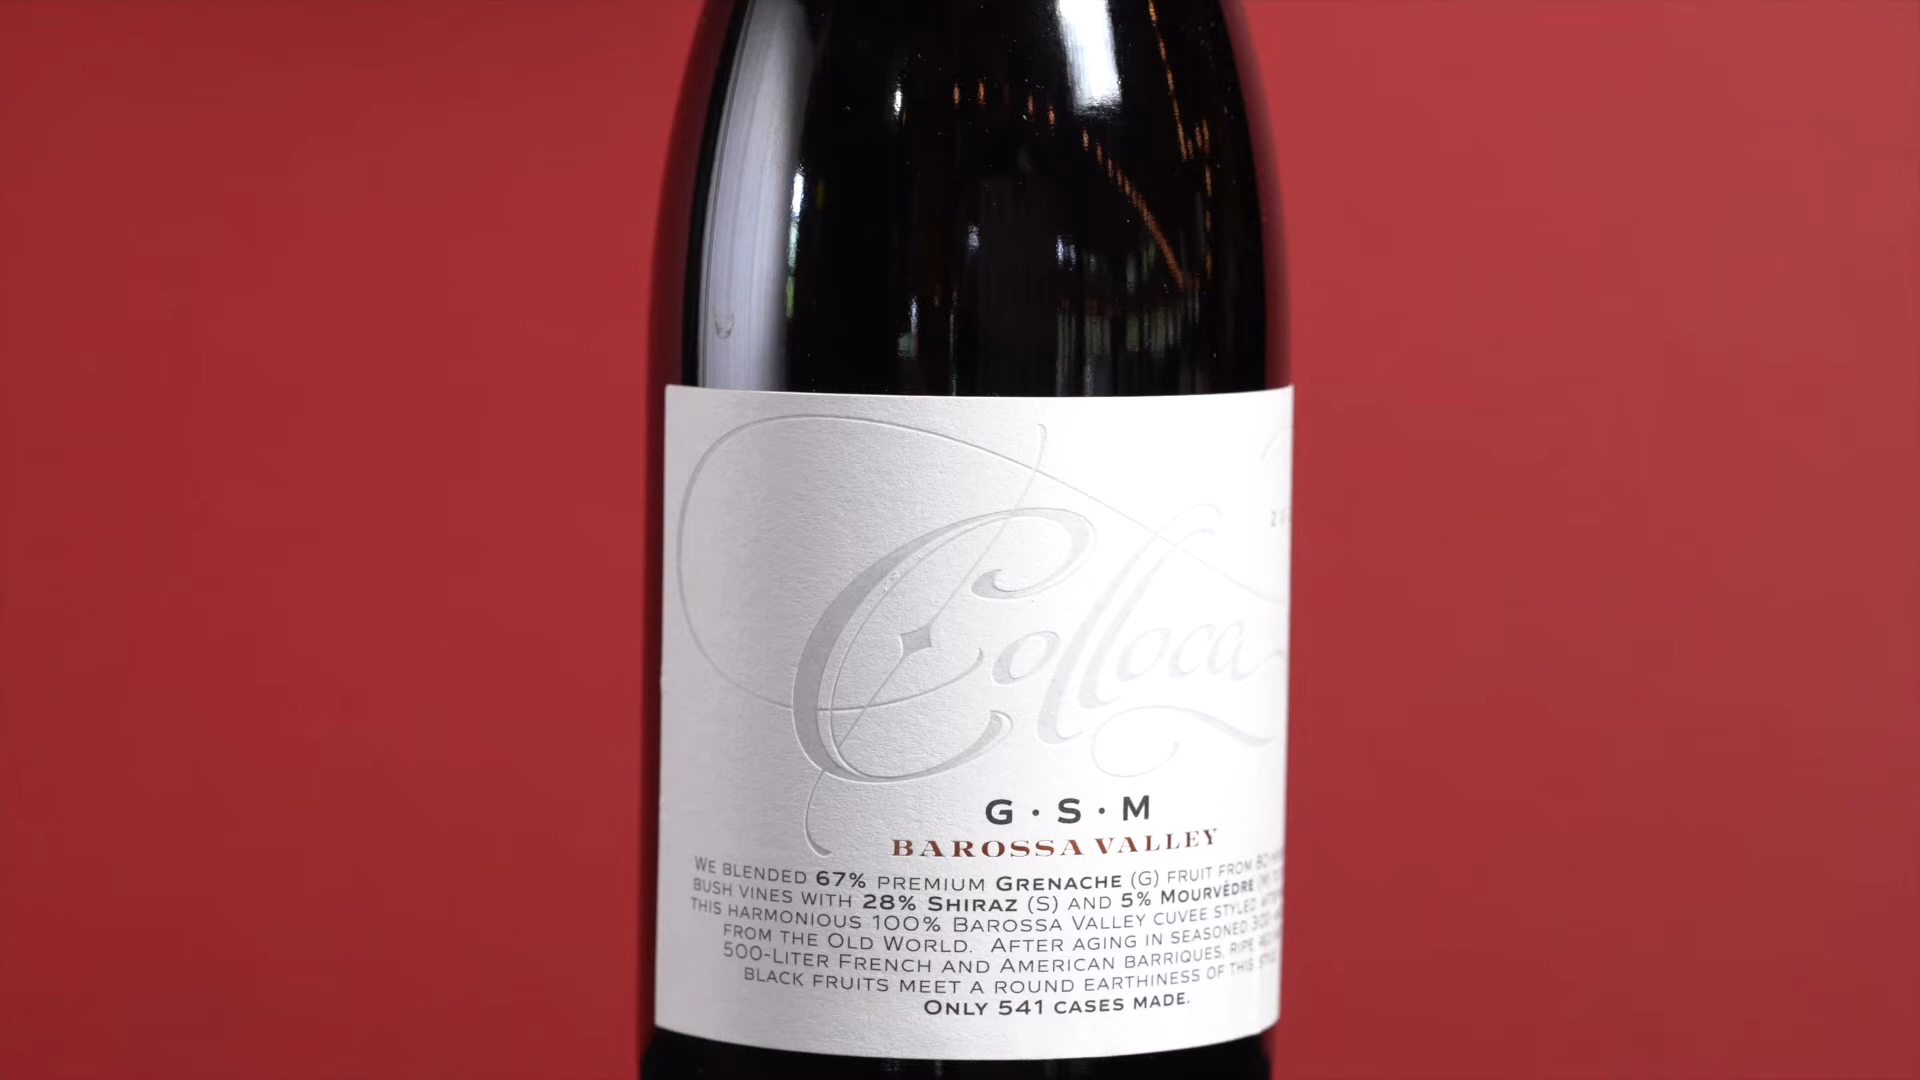 Colloca
G·S·M
BAROSSA VALLEY
WE BLENDED 67% PREMIUM GRENACHE (G) FRUIT FROM
BUSH VINES WITH 28% SHIRAZ (S) AND 5% MOURVÈDRE
THIS HARMONIOUS 100% BAROSSA VALLEY CUVEE STYLED
FROM THE OLD WORLD. AFTER AGING IN SEASONED
500-LITER FRENCH AND AMERICAN BARRIQUES, RIPE
BLACK FRUITS MEET A ROUND EARTHINESS OF THIS
ONLY 541 CASES MADE.